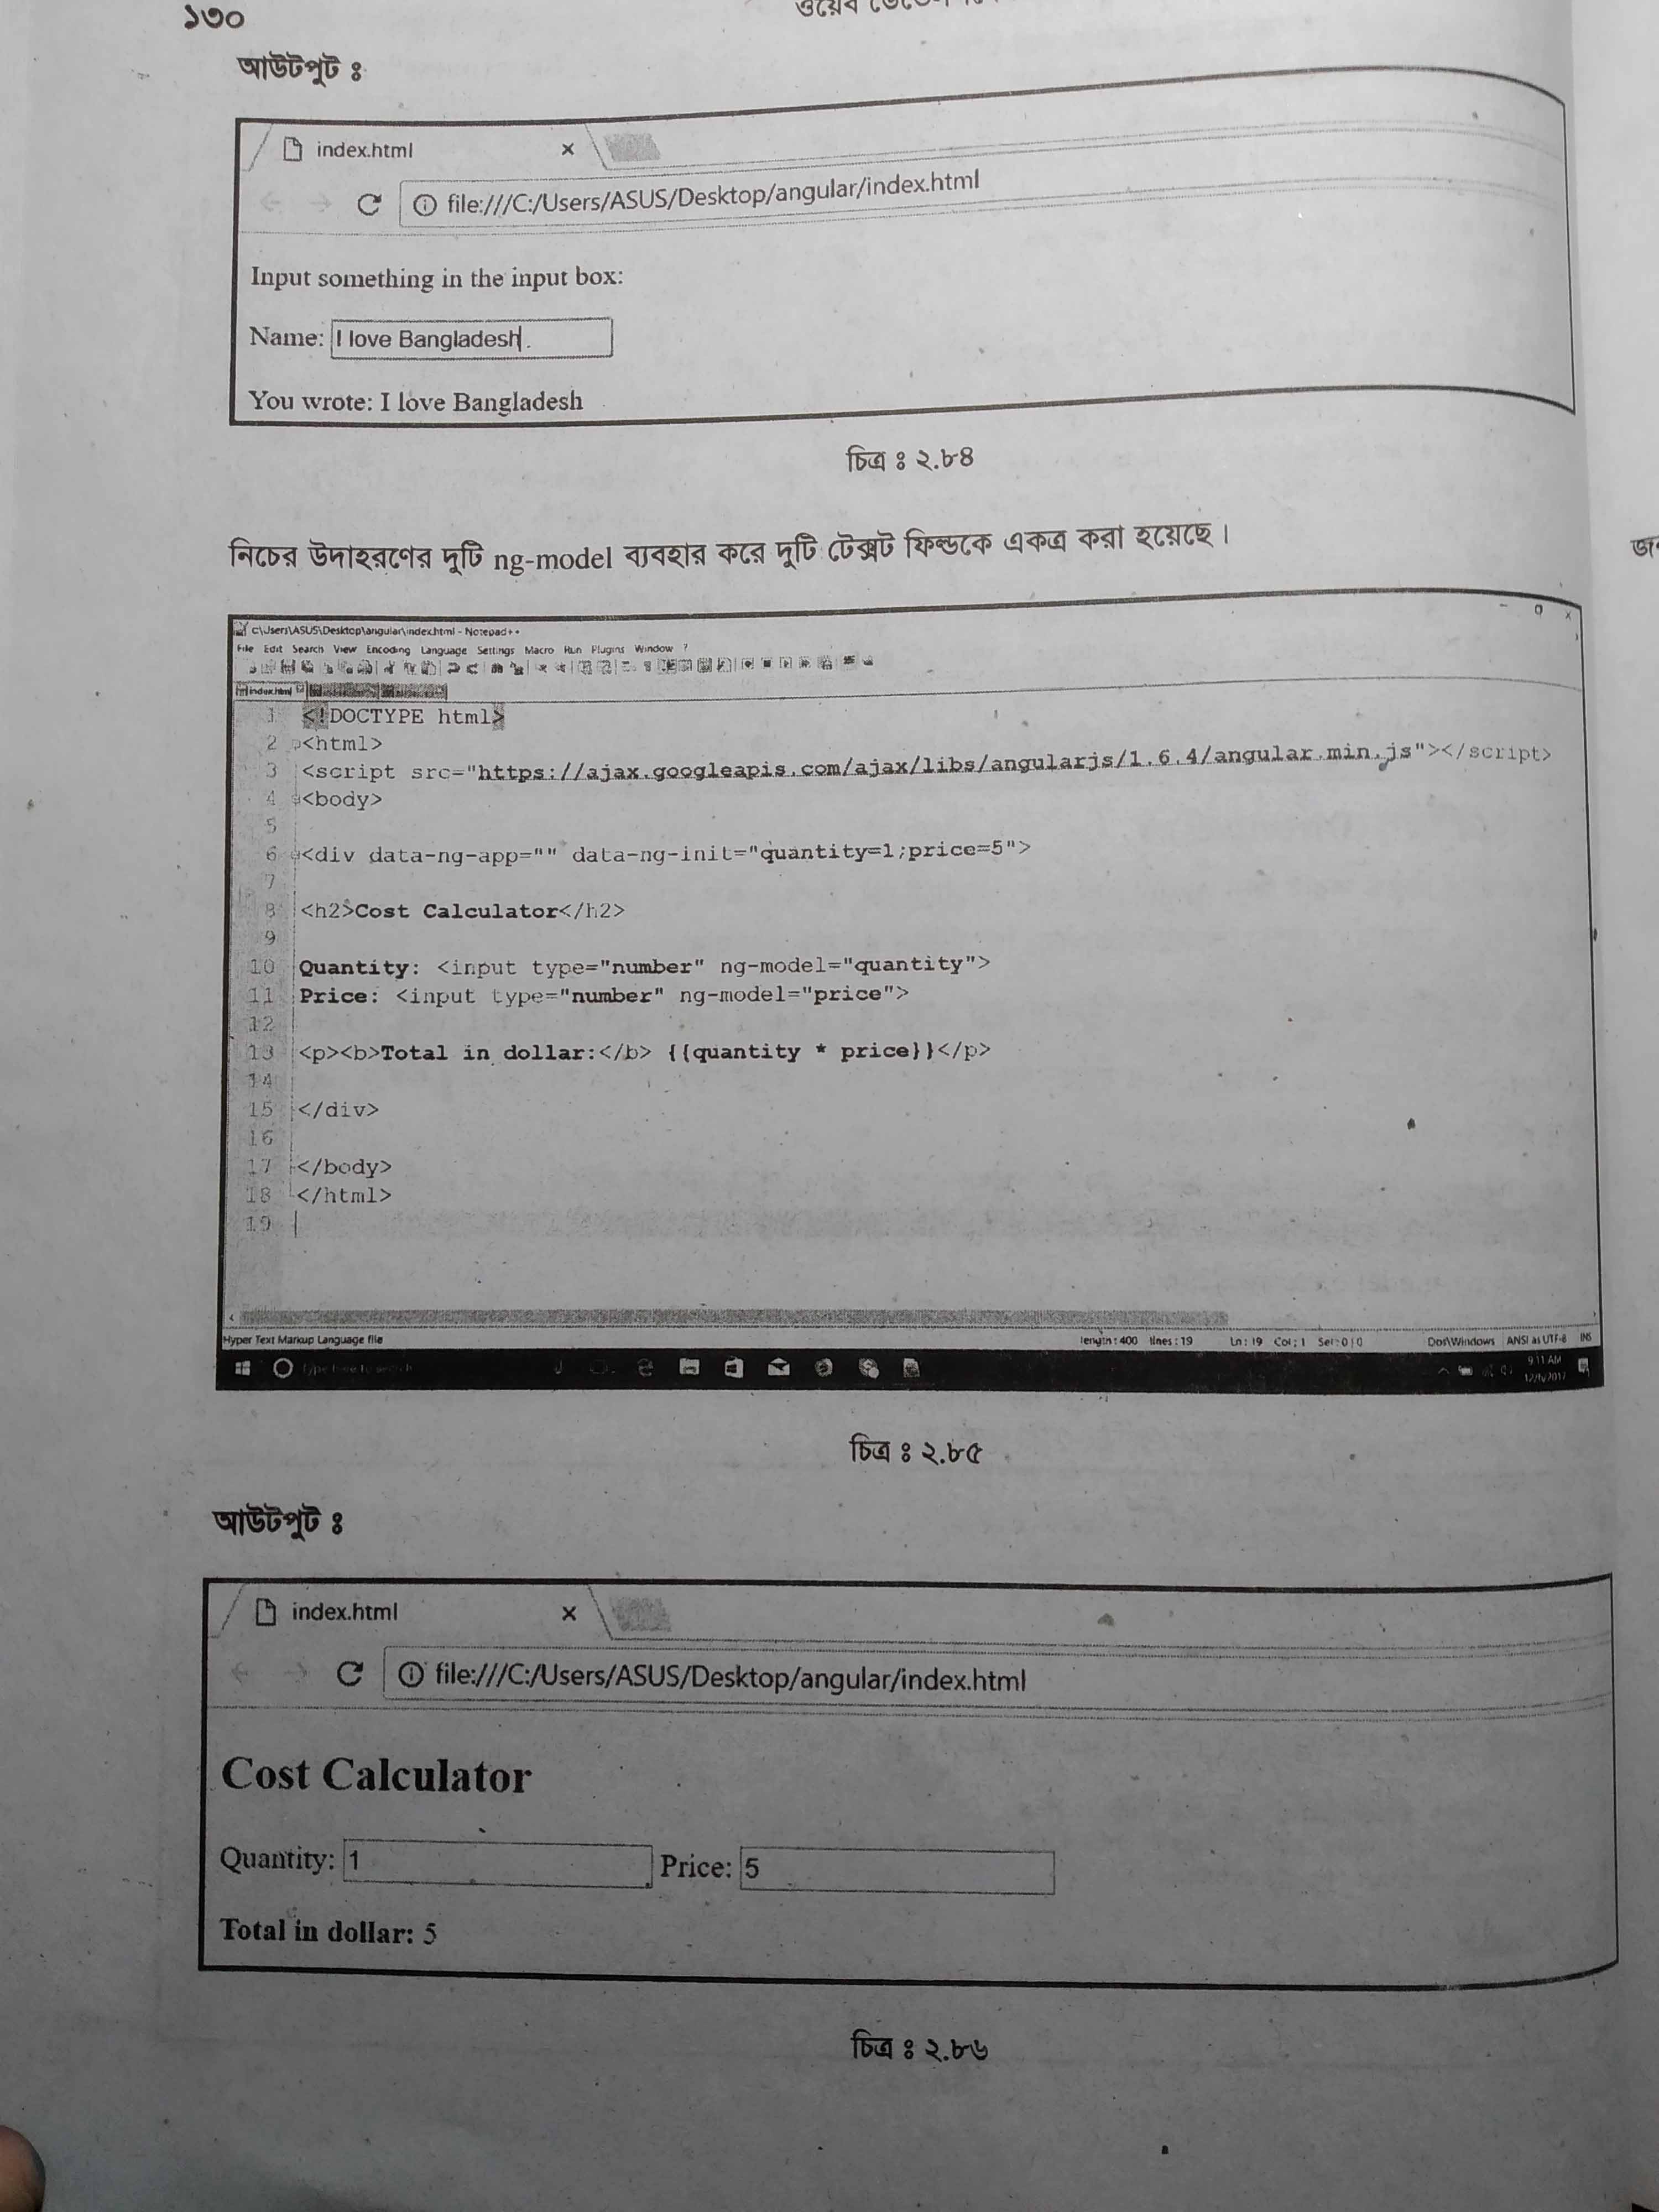 ১৩০
আউটপুট ঃ
index.html
file:///C:/Users/ASUS/Desktop/angular/index.html
Input something in the input box:
Name: I love Bangladesh
You wrote: I love Bangladesh
চিত্র ঃ ২.৮৪
নিচের উদাহরণের দুটি ng-model ব্যবহার করে দুটি টেক্সট ফিল্ডকে একত্র করা হয়েছে।
C:\Users\ASUS\Desktop\angular\index.html - Notepad++
File Edit Search View Encoding Language Settings Macro Run Plugins Window ?
index.html
1 <!DOCTYPE html>
2 <html>
3 <script src="https://ajax.googleapis.com/ajax/libs/angularjs/1.6.4/angular.min.js"></script>
4 <body>
5
6 <div data-ng-app="" data-ng-init="quantity=1;price=5">
7
8 <h2>Cost Calculator</h2>
9
10 Quantity: <input type="number" ng-model="quantity">
11 Price: <input type="number" ng-model="price">
12
13 <p><b>Total in dollar:</b> {{quantity * price}}</p>
14
15 </div>
16
17 </body>
18 </html>
19
Hyper Text Markup Language file length : 400 lines : 19 Ln : 19 Col : 1 Sel : 0 | 0 Dos\Windows ANSI as UTF-8 INS
Type here to search 9:11 AM
চিত্র ঃ ২.৮৫
আউটপুট ঃ
index.html
file:///C:/Users/ASUS/Desktop/angular/index.html
Cost Calculator
Quantity: 1 Price: 5
Total in dollar: 5
চিত্র ঃ ২.৮৬